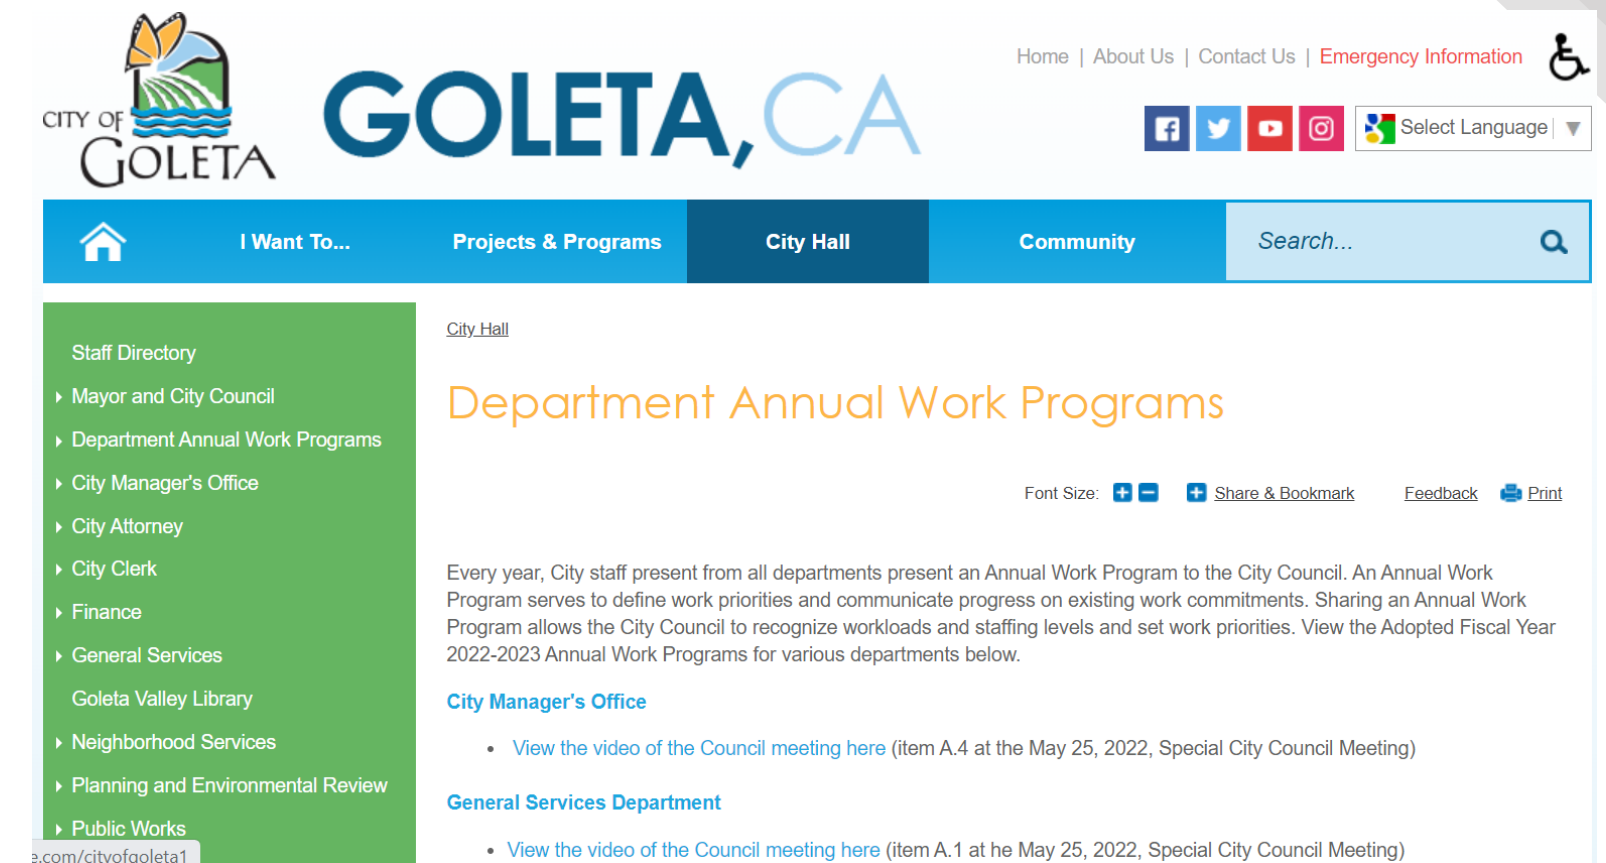 CITY OF
GOLETA
GOLETA, CA
Home | About Us | Contact Us | Emergency Information
Select Language ▼
I Want To...
Projects & Programs
City Hall
Community
Search...
Staff Directory
Mayor and City Council
Department Annual Work Programs
City Manager's Office
City Attorney
City Clerk
Finance
General Services
Goleta Valley Library
Neighborhood Services
Planning and Environmental Review
Public Works
e.com/cityofgoleta1
City Hall
Department Annual Work Programs
Font Size: + − + Share & Bookmark Feedback Print
Every year, City staff present from all departments present an Annual Work Program to the City Council. An Annual Work
Program serves to define work priorities and communicate progress on existing work commitments. Sharing an Annual Work
Program allows the City Council to recognize workloads and staffing levels and set work priorities. View the Adopted Fiscal Year
2022-2023 Annual Work Programs for various departments below.
City Manager's Office
• View the video of the Council meeting here (item A.4 at the May 25, 2022, Special City Council Meeting)
General Services Department
• View the video of the Council meeting here (item A.1 at he May 25, 2022, Special City Council Meeting)